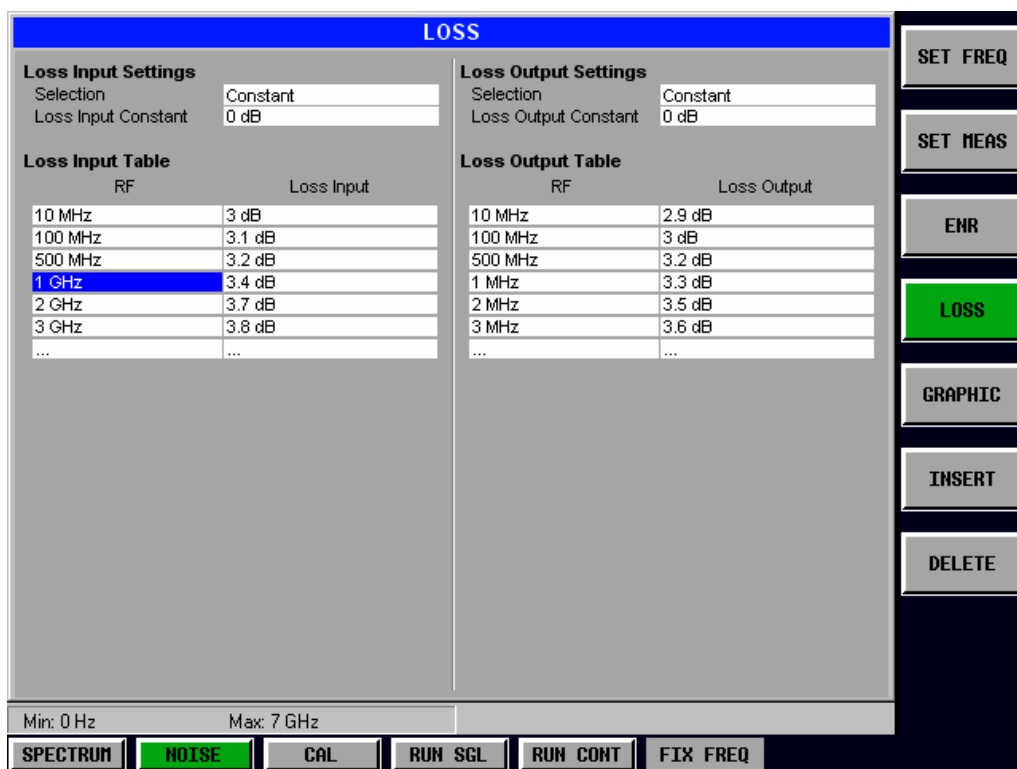 LOSS
Loss Input Settings
Selection Constant
Loss Input Constant 0 dB
Loss Input Table
RF Loss Input
10 MHz 3 dB
100 MHz 3.1 dB
500 MHz 3.2 dB
1 GHz 3.4 dB
2 GHz 3.7 dB
3 GHz 3.8 dB
... ...
Loss Output Settings
Selection Constant
Loss Output Constant 0 dB
Loss Output Table
RF Loss Output
10 MHz 2.9 dB
100 MHz 3 dB
500 MHz 3.2 dB
1 MHz 3.3 dB
2 MHz 3.5 dB
3 MHz 3.6 dB
... ...
Min: 0 Hz Max: 7 GHz
SET FREQ
SET MEAS
ENR
LOSS
GRAPHIC
INSERT
DELETE
SPECTRUM NOISE CAL RUN SGL RUN CONT FIX FREQ